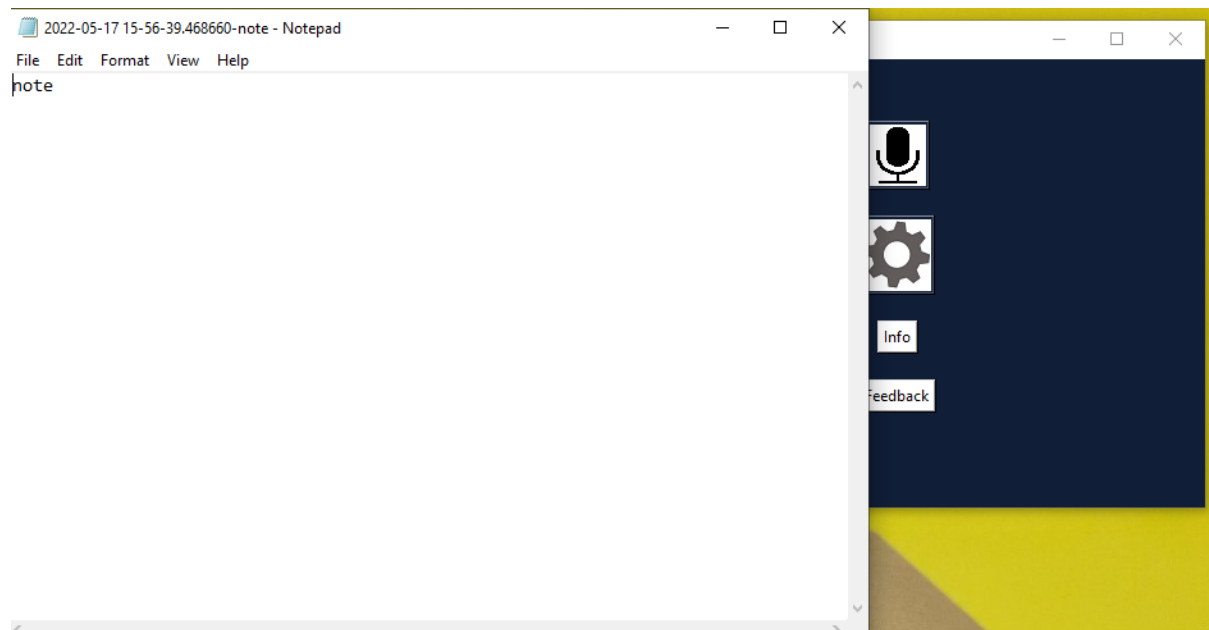 2022-05-17 15-56-39.468660-note - Notepad
File Edit Format View Help
note
Info
Feedback